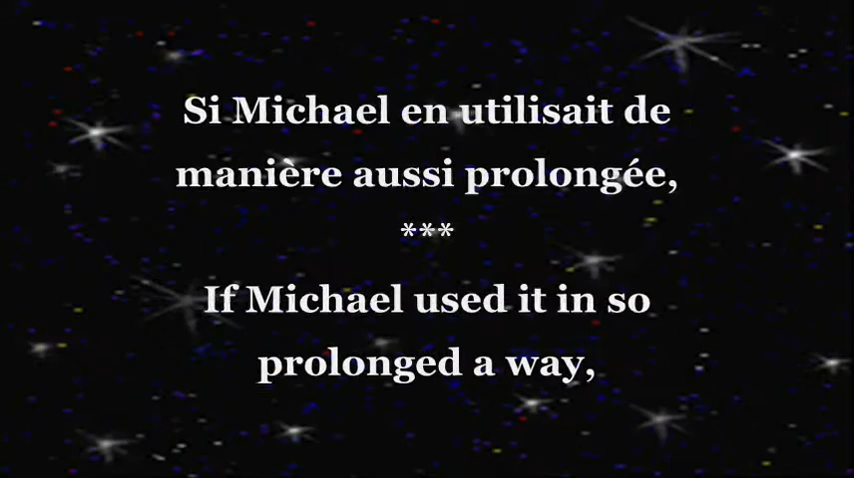 Si Michael en utilisait de
manière aussi prolongée,
***
If Michael used it in so
prolonged a way,